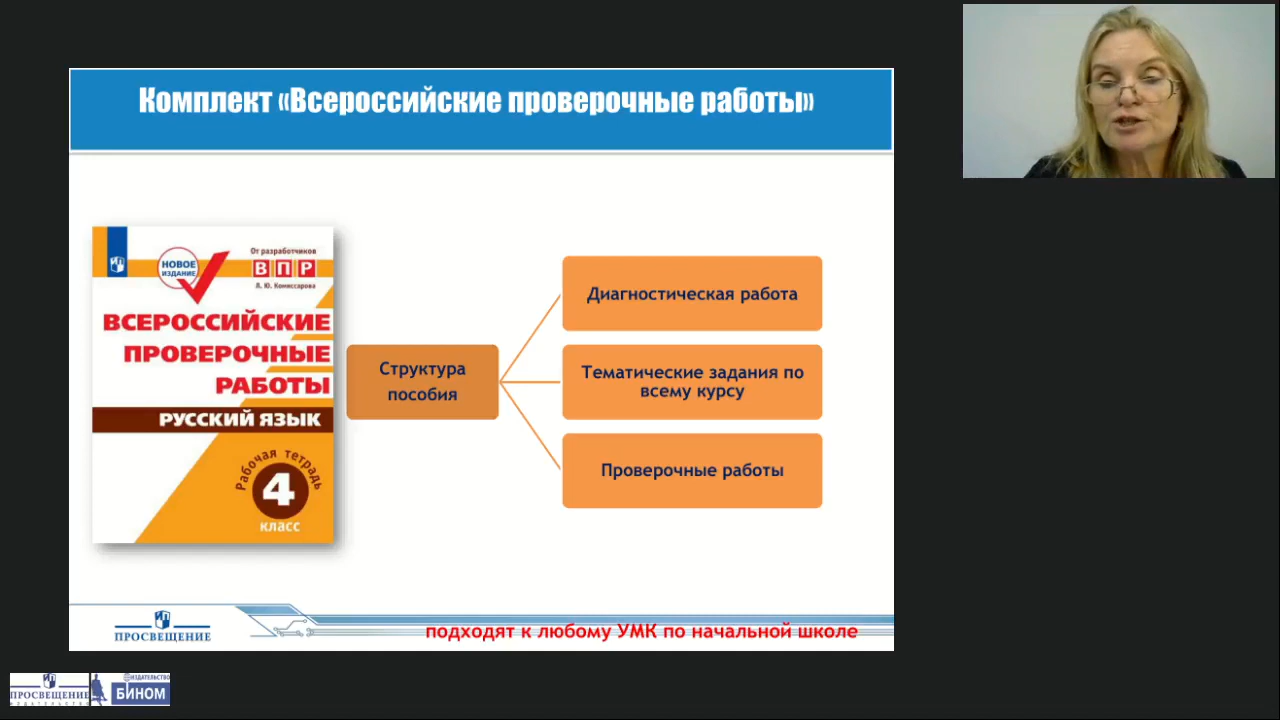 Комплект «Всероссийские проверочные работы»
НОВОЕ
ИЗДАНИЕ
От разработчиков
ВПР
Л. Ю. Комиссарова
ВСЕРОССИЙСКИЕ
ПРОВЕРОЧНЫЕ
РАБОТЫ
РУССКИЙ ЯЗЫК
Рабочая тетрадь
4
класс
Структура
пособия
Диагностическая работа
Тематические задания по
всему курсу
Проверочные работы
ПРОСВЕЩЕНИЕ
подходят к любому УМК по начальной школе
ПРОСВЕЩЕНИЕ
ИЗДАТЕЛЬСТВО
ИЗДАТЕЛЬСТВО
БИНОМ